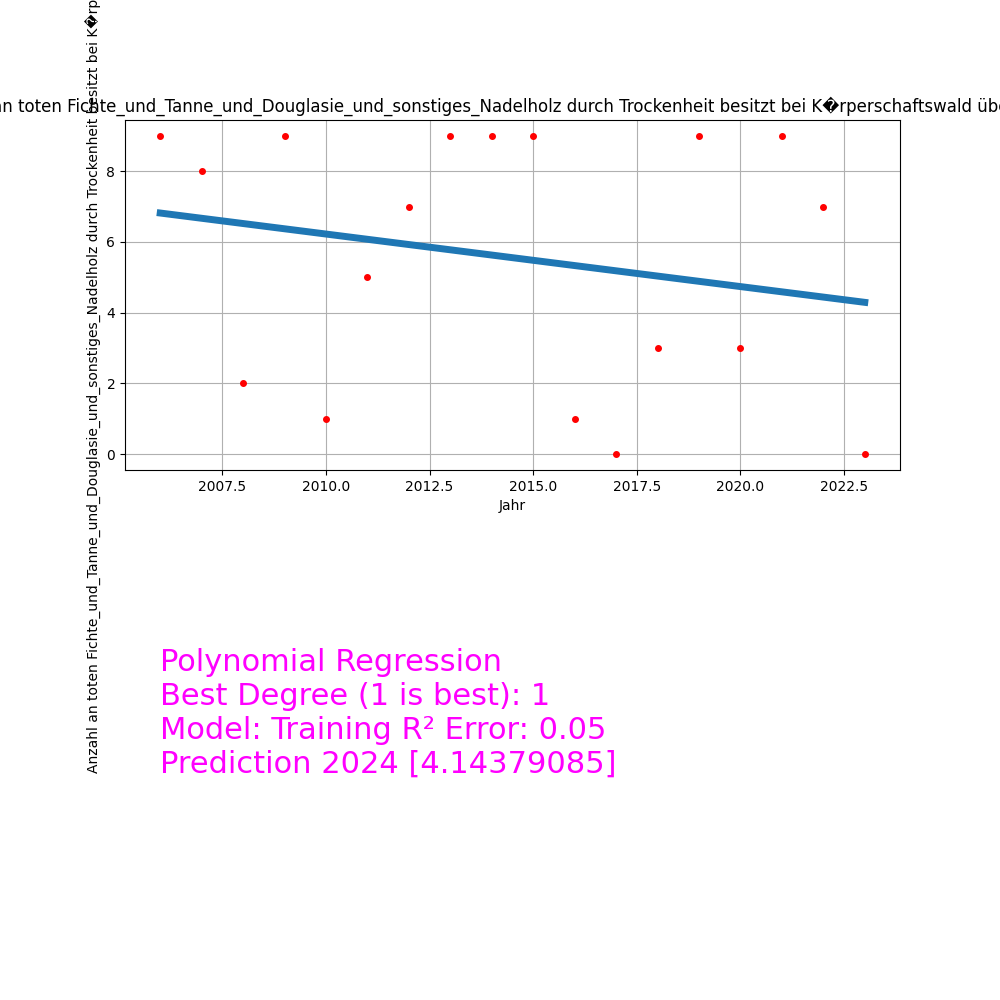 n toten Fichte_und_Tanne_und_Douglasie_und_sonstiges_Nadelholz durch Trockenheit besitzt bei K�rperschaftswald üb
Anzahl an toten Fichte_und_Tanne_und_Douglasie_und_sonstiges_Nadelholz durch Trockenheit besitzt bei K�rp
8
6
4
2
0
2007.5 2010.0 2012.5 2015.0 2017.5 2020.0 2022.5
Jahr
Polynomial Regression
Best Degree (1 is best): 1
Model: Training R² Error: 0.05
Prediction 2024 [4.14379085]